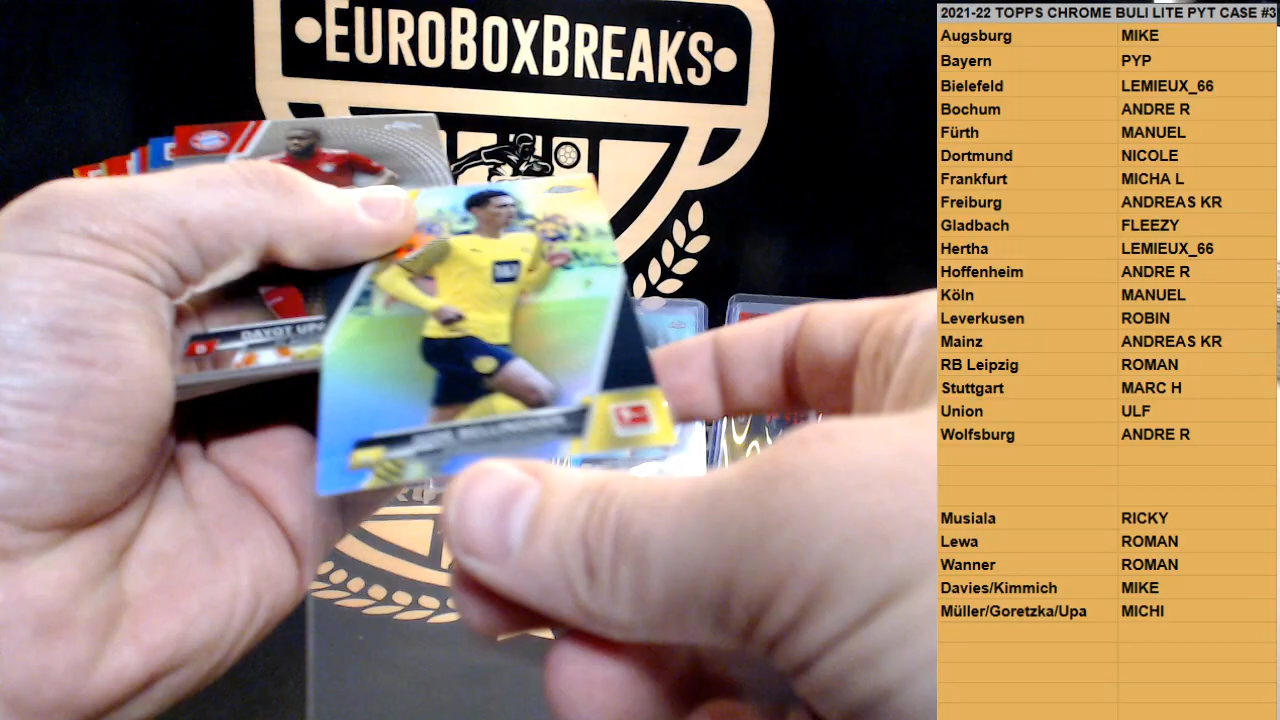 EUROBOXBREAKS
DAYOT UPA
2021-22 TOPPS CHROME BULI LITE PYT CASE #3
Augsburg MIKE
Bayern PYP
Bielefeld LEMIEUX_66
Bochum ANDRE R
Fürth MANUEL
Dortmund NICOLE
Frankfurt MICHA L
Freiburg ANDREAS KR
Gladbach FLEEZY
Hertha LEMIEUX_66
Hoffenheim ANDRE R
Köln MANUEL
Leverkusen ROBIN
Mainz ANDREAS KR
RB Leipzig ROMAN
Stuttgart MARC H
Union ULF
Wolfsburg ANDRE R
Musiala RICKY
Lewa ROMAN
Wanner ROMAN
Davies/Kimmich MIKE
Müller/Goretzka/Upa MICHI